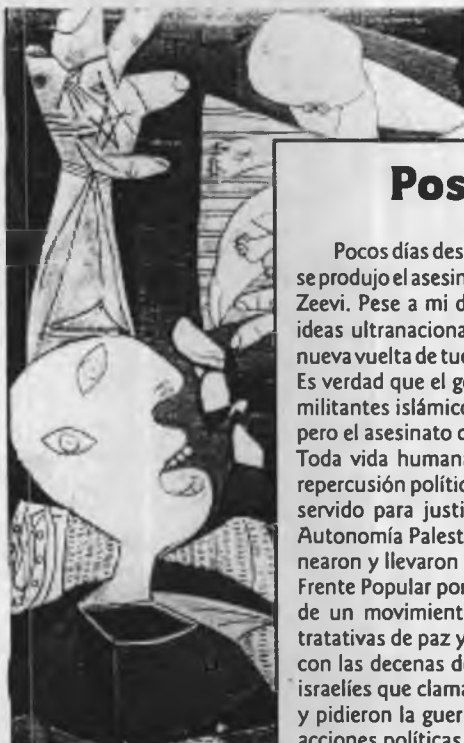 Pos
Pocos días des
se produjo el asesin
Zeevi. Pese a mi d
ideas ultranaciona
nueva vuelta de tue
Es verdad que el go
militantes islámico
pero el asesinato d
Toda vida humana
repercusión polític
servido para justi
Autonomía Palest
nearon y llevaron
Frente Popular por
de un movimient
tratativas de paz y
con las decenas de
israelíes que clama
y pidieron la guer
acciones políticas